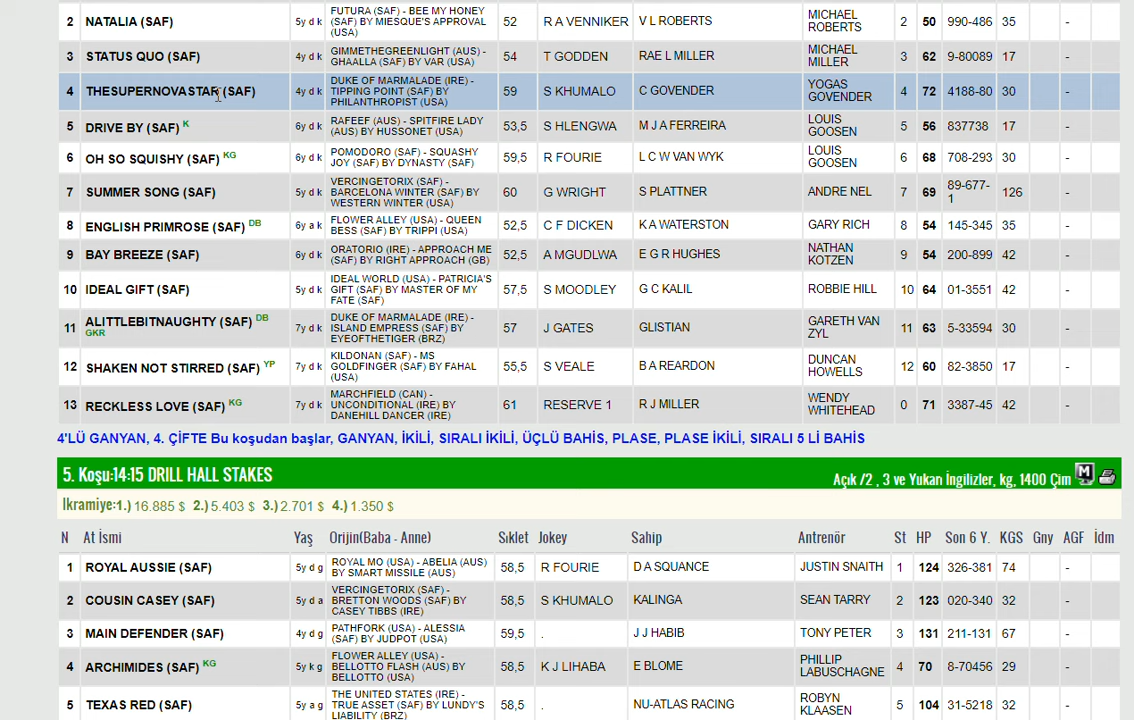 2 NATALIA (SAF) 5y d k FUTURA (SAF) - BEE MY HONEY (SAF) BY MIESQUE'S APPROVAL (USA) 52 R A VENNIKER V L ROBERTS MICHAEL ROBERTS 2 50 990-486 35 -
3 STATUS QUO (SAF) 4y d k GIMMETHEGREENLIGHT (AUS) - GHAALLA (SAF) BY VAR (USA) 54 T GODDEN RAE L MILLER MICHAEL MILLER 3 62 9-80089 17 -
4 THESUPERNOVASTAR (SAF) 4y d k DUKE OF MARMALADE (IRE) - TIPPING POINT (SAF) BY PHILANTHROPIST (USA) 59 S KHUMALO C GOVENDER YOGAS GOVENDER 4 72 4188-80 30 -
5 DRIVE BY (SAF) K 6y d k RAFEEF (AUS) - SPITFIRE LADY (AUS) BY HUSSONET (USA) 53,5 S HLENGWA M J A FERREIRA LOUIS GOOSEN 5 56 837738 17 -
6 OH SO SQUISHY (SAF) KG 6y d k POMODORO (SAF) - SQUASHY JOY (SAF) BY DYNASTY (SAF) 59,5 R FOURIE L C W VAN WYK LOUIS GOOSEN 6 68 708-293 30 -
7 SUMMER SONG (SAF) 5y d k VERCINGETORIX (SAF) - BARCELONA WINTER (SAF) BY WESTERN WINTER (USA) 60 G WRIGHT S PLATTNER ANDRE NEL 7 69 89-677-1 126 -
8 ENGLISH PRIMROSE (SAF) DB 6y a k FLOWER ALLEY (USA) - QUEEN BESS (SAF) BY TRIPPI (USA) 52,5 C F DICKEN K A WATERSTON GARY RICH 8 54 145-345 35 -
9 BAY BREEZE (SAF) 6y d k ORATORIO (IRE) - APPROACH ME (SAF) BY RIGHT APPROACH (GB) 52,5 A MGUDLWA E G R HUGHES NATHAN KOTZEN 9 54 200-899 42 -
10 IDEAL GIFT (SAF) 5y d k IDEAL WORLD (USA) - PATRICIA'S GIFT (SAF) BY MASTER OF MY FATE (SAF) 57,5 S MOODLEY G C KALIL ROBBIE HILL 10 64 01-3551 42 -
11 ALITTLEBITNAUGHTY (SAF) DB GKR 7y d k DUKE OF MARMALADE (IRE) - ISLAND EMPRESS (SAF) BY EYEOFTHETIGER (BRZ) 57 J GATES GLISTIAN GARETH VAN ZYL 11 63 5-33594 30 -
12 SHAKEN NOT STIRRED (SAF) YP 7y d k KILDONAN (SAF) - MS GOLDFINGER (SAF) BY FAHAL (USA) 55,5 S VEALE B A REARDON DUNCAN HOWELLS 12 60 82-3850 17 -
13 RECKLESS LOVE (SAF) KG 7y d k MARCHFIELD (CAN) - UNCONDITIONAL (IRE) BY DANEHILL DANCER (IRE) 61 RESERVE 1 R J MILLER WENDY WHITEHEAD 0 71 3387-45 42 -
4'LÜ GANYAN, 4. ÇİFTE Bu koşudan başlar, GANYAN, İKİLİ, SIRALI İKİLİ, ÜÇLÜ BAHİS, PLASE, PLASE İKİLİ, SIRALI 5 Lİ BAHİS
5. Koşu:14:15 DRILL HALL STAKES Açık /2 , 3 ve Yukarı İngilizler, kg, 1400 Çim M
İkramiye:1.) 16.885 $ 2.) 5.403 $ 3.) 2.701 $ 4.) 1.350 $
N At İsmi Yaş Orijin(Baba - Anne) Sıklet Jokey Sahip Antrenör St HP Son 6 Y. KGS Gny AGF İdm
1 ROYAL AUSSIE (SAF) 5y d g ROYAL MO (USA) - ABELIA (AUS) BY SMART MISSILE (AUS) 58,5 R FOURIE D A SQUANCE JUSTIN SNAITH 1 124 326-381 74 -
2 COUSIN CASEY (SAF) 5y d a VERCINGETORIX (SAF) - BRETTON WOODS (SAF) BY CASEY TIBBS (IRE) 58,5 S KHUMALO KALINGA SEAN TARRY 2 123 020-340 32 -
3 MAIN DEFENDER (SAF) 4y d g PATHFORK (USA) - ALESSIA (SAF) BY JUDPOT (USA) 59,5 . J J HABIB TONY PETER 3 131 211-131 67 -
4 ARCHIMIDES (SAF) KG 5y k g FLOWER ALLEY (USA) - BELLOTTO FLASH (AUS) BY BELLOTTO (USA) 58,5 K J LIHABA E BLOME PHILLIP LABUSCHAGNE 4 70 8-70456 29 -
5 TEXAS RED (SAF) 5y a g THE UNITED STATES (IRE) - TRUE ASSET (SAF) BY LUNDY'S LIABILITY (BRZ) 58,5 . NU-ATLAS RACING ROBYN KLAASEN 5 104 31-5218 32 -